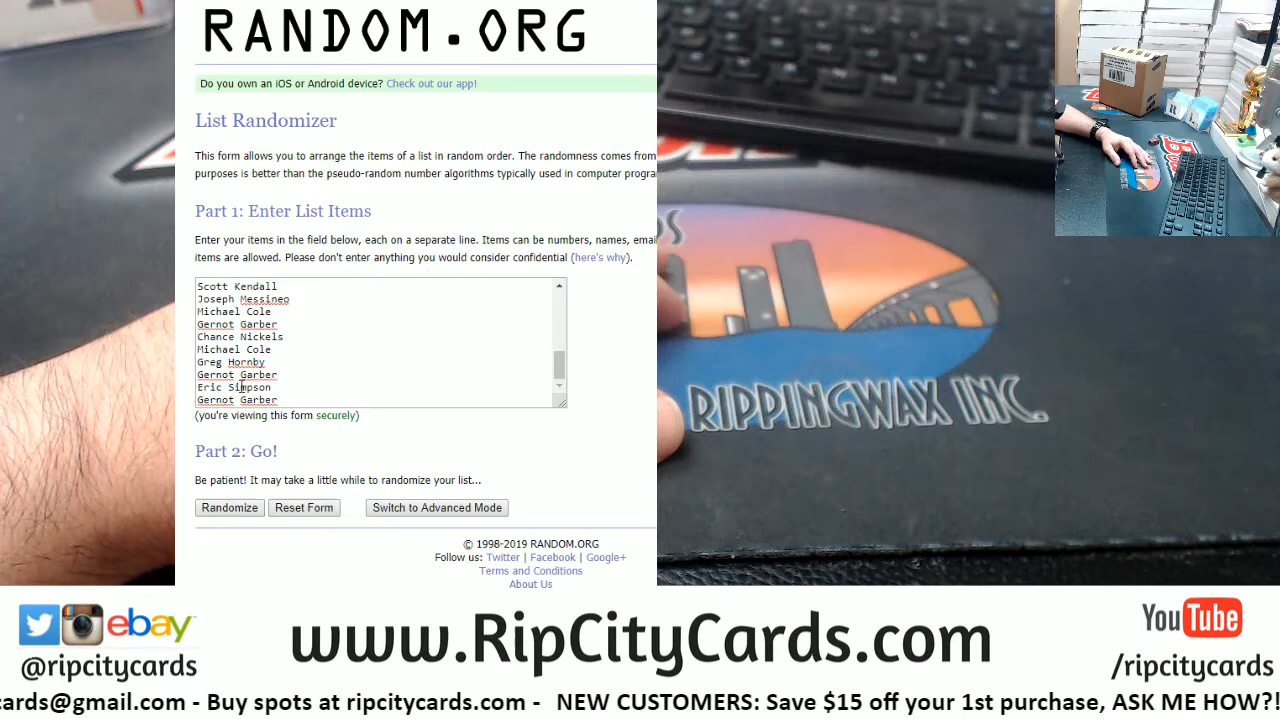 RANDOM.ORG
Do you own an iOS or Android device? Check out our app!
List Randomizer
This form allows you to arrange the items of a list in random order. The randomness comes from
purposes is better than the pseudo-random number algorithms typically used in computer progra
Part 1: Enter List Items
Enter your items in the field below, each on a separate line. Items can be numbers, names, emai
items are allowed. Please don't enter anything you would consider confidential (here's why).
Scott Kendall
Joseph Messineo
Michael Cole
Gernot Garber
Chance Nickels
Michael Cole
Greg Hornby
Gernot Garber
Eric Simpson
Gernot Garber
(you're viewing this form securely)
Part 2: Go!
Be patient! It may take a little while to randomize your list...
Randomize Reset Form Switch to Advanced Mode
© 1998-2019 RANDOM.ORG
Follow us: Twitter | Facebook | Google+
Terms and Conditions
About Us
RIPPINGWAX INC.
ebay
@ripcitycards
www.RipCityCards.com
YouTube
/ripcitycards
cards@gmail.com - Buy spots at ripcitycards.com - NEW CUSTOMERS: Save $15 off your 1st purchase, ASK ME HOW?!